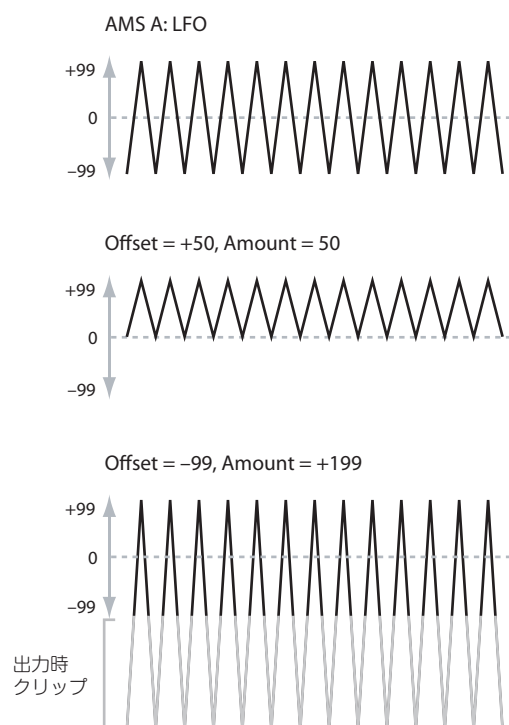 AMS A: LFO
+99
0
–99
Offset = +50, Amount = 50
+99
0
–99
Offset = –99, Amount = +199
+99
0
–99
出力時
クリップ